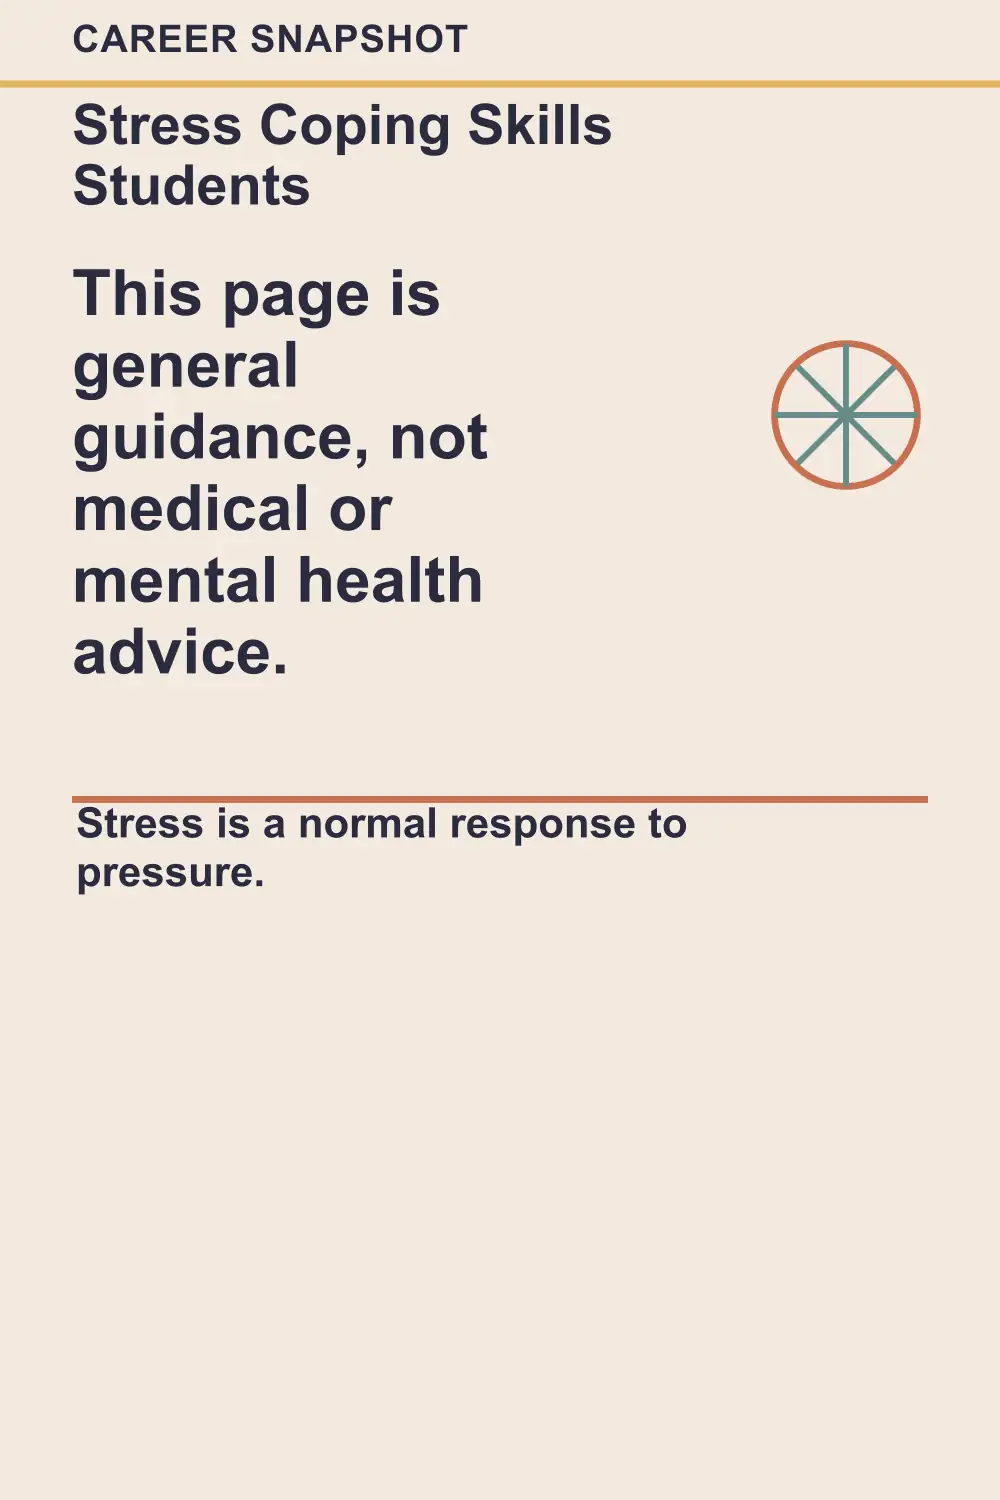 CAREER SNAPSHOT
Stress Coping Skills
Students
This page is
general
guidance, not
medical or
mental health
advice.
Stress is a normal response to
pressure.